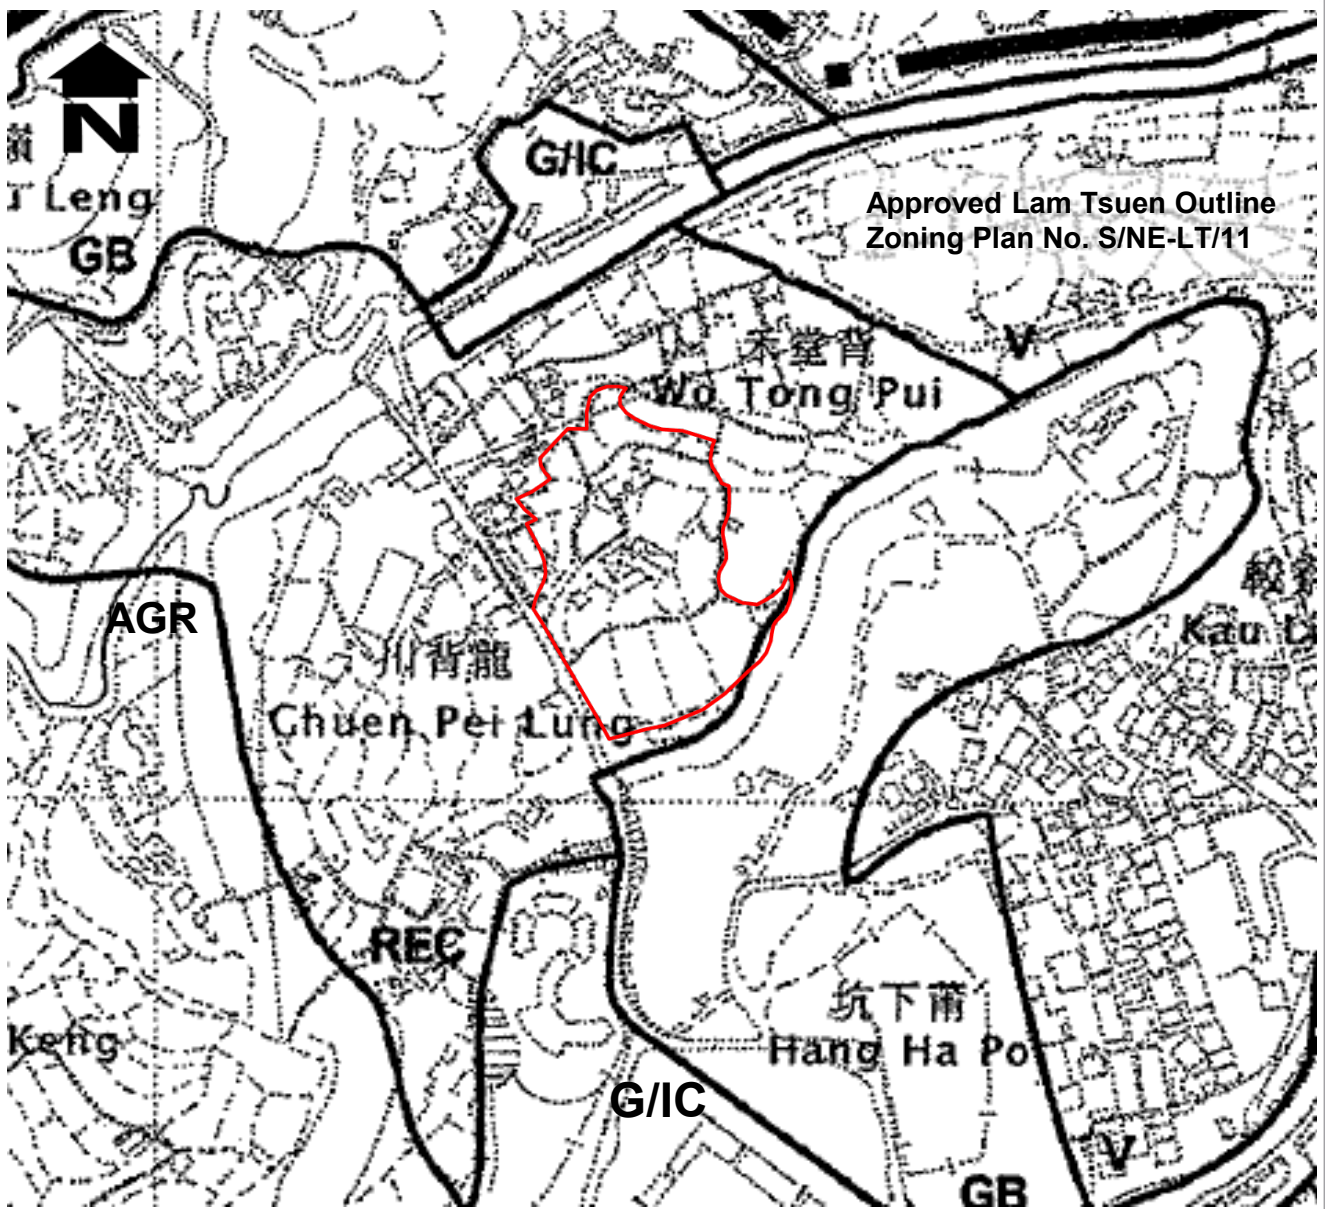 N
G/IC
嶺
Leng
GB
Approved Lam Tsuen Outline
Zoning Plan No. S/NE-LT/11
V
禾堂背
Wo Tong Pui
AGR
川背龍
Chuen Pei Lung
Kau L
REC
坑下莆
Hang Ha Po
Keng
G/IC
V
GB